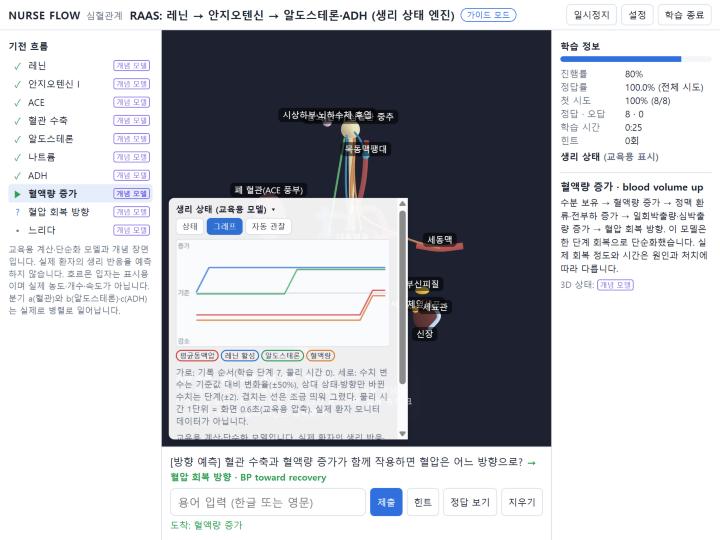 NURSE FLOW 심혈관계 RAAS: 레닌 → 안지오텐신 → 알도스테론·ADH (생리 상태 엔진) 가이드 모드 일시정지 설정 학습 종료
기전 흐름
✓ 레닌 개념 모델
✓ 안지오텐신 I 개념 모델
✓ ACE 개념 모델
✓ 혈관 수축 개념 모델
✓ 알도스테론 개념 모델
✓ 나트륨 개념 모델
✓ ADH 개념 모델
▶ 혈액량 증가 개념 모델
? 혈압 회복 방향 개념 모델
• 느리다 개념 모델
교육용 계산·단순화 모델과 개념 장면
입니다. 실제 환자의 생리 반응을 예측
하지 않습니다. 호르몬 입자는 표시용
이며 실제 농도·개수·속도가 아닙니다.
분기 a(혈관)와 b(알도스테론)·c(ADH)
는 실제로 병렬로 일어납니다.
시상하부·뇌하수체 후엽
중추
목동맥팽대
폐 혈관(ACE 풍부)
세동맥
부신피질
세뇨관
신장
생리 상태 (교육용 모델) ▾
상태 그래프 자동 관찰
증가
기준
감소
평균동맥압 레닌 활성 알도스테론 혈액량
가로: 기록 순서(학습 단계 7, 물리 시간 0). 세로: 수치 변
수는 기준값 대비 변화율(±50%), 상대 상태·방향만 바뀐
수치는 단계(±2). 겹치는 선은 조금 띄워 그렸다. 물리 시
간 1단위 = 화면 0.6초(교육용 압축). 실제 환자 모니터
데이터가 아닙니다.
교육용 계산·단순화 모델입니다. 실제 환자의 생리 반응,
[방향 예측] 혈관 수축과 혈액량 증가가 함께 작용하면 혈압은 어느 방향으로? →
혈압 회복 방향 · BP toward recovery
용어 입력 (한글 또는 영문) 제출 힌트 정답 보기 지우기
도착: 혈액량 증가
학습 정보
진행률 80%
정답률 100.0% (전체 시도)
첫 시도 100% (8/8)
정답 · 오답 8 · 0
학습 시간 0:25
힌트 0회
생리 상태 (교육용 표시)
혈액량 증가 · blood volume up
수분 보유 → 혈액량 증가 → 정맥 환
류·전부하 증가 → 일회박출량·심박출
량 증가 → 혈압 회복 방향. 이 모델은
한 단계 회복으로 단순화했습니다. 실
제 회복 정도와 시간은 원인과 처치에
따라 다릅니다.
3D 상태: 개념 모델